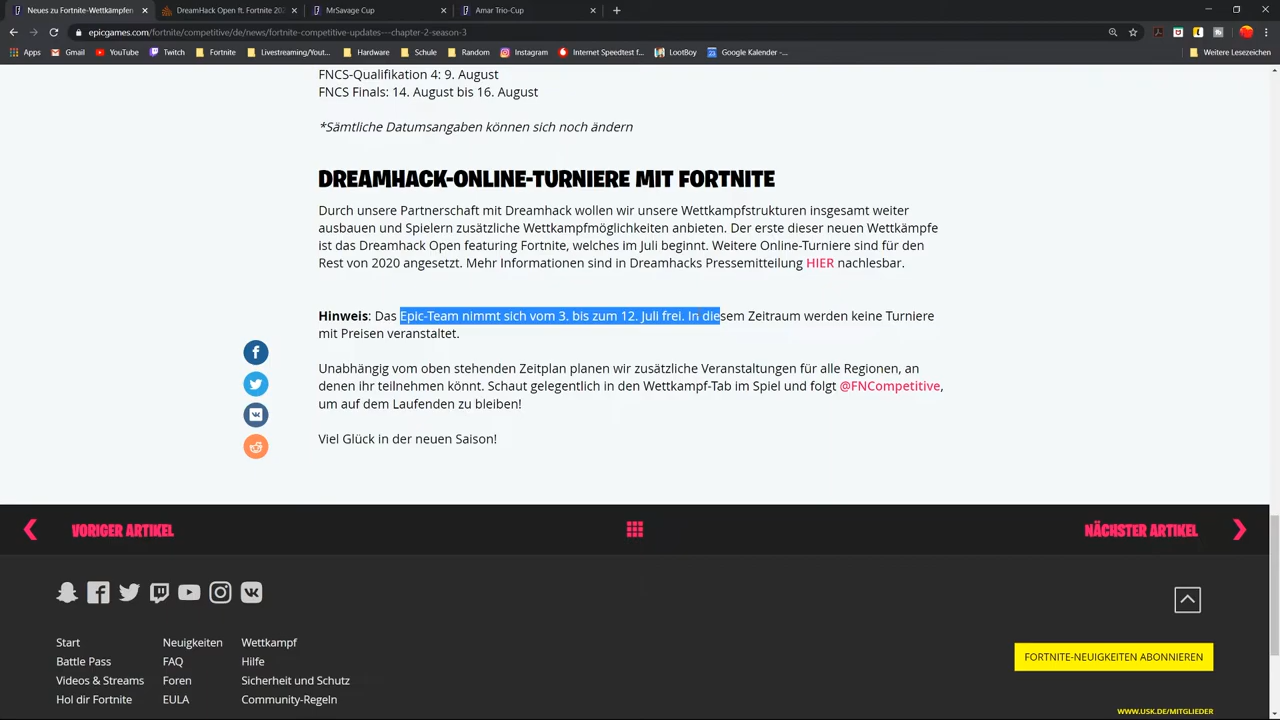 Neues zu Fortnite-Wettkämpfen
DreamHack Open ft. Fortnite 202
MrSavage Cup
Amar Trio-Cup
epicgames.com/fortnite/competitive/de/news/fortnite-competitive-updates---chapter-2-season-3
Apps
Gmail
YouTube
Twitch
Fortnite
Livestreaming/Yout...
Hardware
Schule
Random
Instagram
Internet Speedtest f...
LootBoy
Google Kalender -...
Weitere Lesezeichen
FNCS-Qualifikation 4: 9. August
FNCS Finals: 14. August bis 16. August
*Sämtliche Datumsangaben können sich noch ändern
DREAMHACK-ONLINE-TURNIERE MIT FORTNITE
Durch unsere Partnerschaft mit Dreamhack wollen wir unsere Wettkampfstrukturen insgesamt weiter
ausbauen und Spielern zusätzliche Wettkampfmöglichkeiten anbieten. Der erste dieser neuen Wettkämpfe
ist das Dreamhack Open featuring Fortnite, welches im Juli beginnt. Weitere Online-Turniere sind für den
Rest von 2020 angesetzt. Mehr Informationen sind in Dreamhacks Pressemitteilung HIER nachlesbar.
Hinweis: Das Epic-Team nimmt sich vom 3. bis zum 12. Juli frei. In diesem Zeitraum werden keine Turniere
mit Preisen veranstaltet.
Unabhängig vom oben stehenden Zeitplan planen wir zusätzliche Veranstaltungen für alle Regionen, an
denen ihr teilnehmen könnt. Schaut gelegentlich in den Wettkampf-Tab im Spiel und folgt @FNCompetitive,
um auf dem Laufenden zu bleiben!
Viel Glück in der neuen Saison!
VORIGER ARTIKEL
NÄCHSTER ARTIKEL
Start
Neuigkeiten
Wettkampf
Battle Pass
FAQ
Hilfe
Videos & Streams
Foren
Sicherheit und Schutz
Hol dir Fortnite
EULA
Community-Regeln
FORTNITE-NEUIGKEITEN ABONNIEREN
WWW.USK.DE/MITGLIEDER